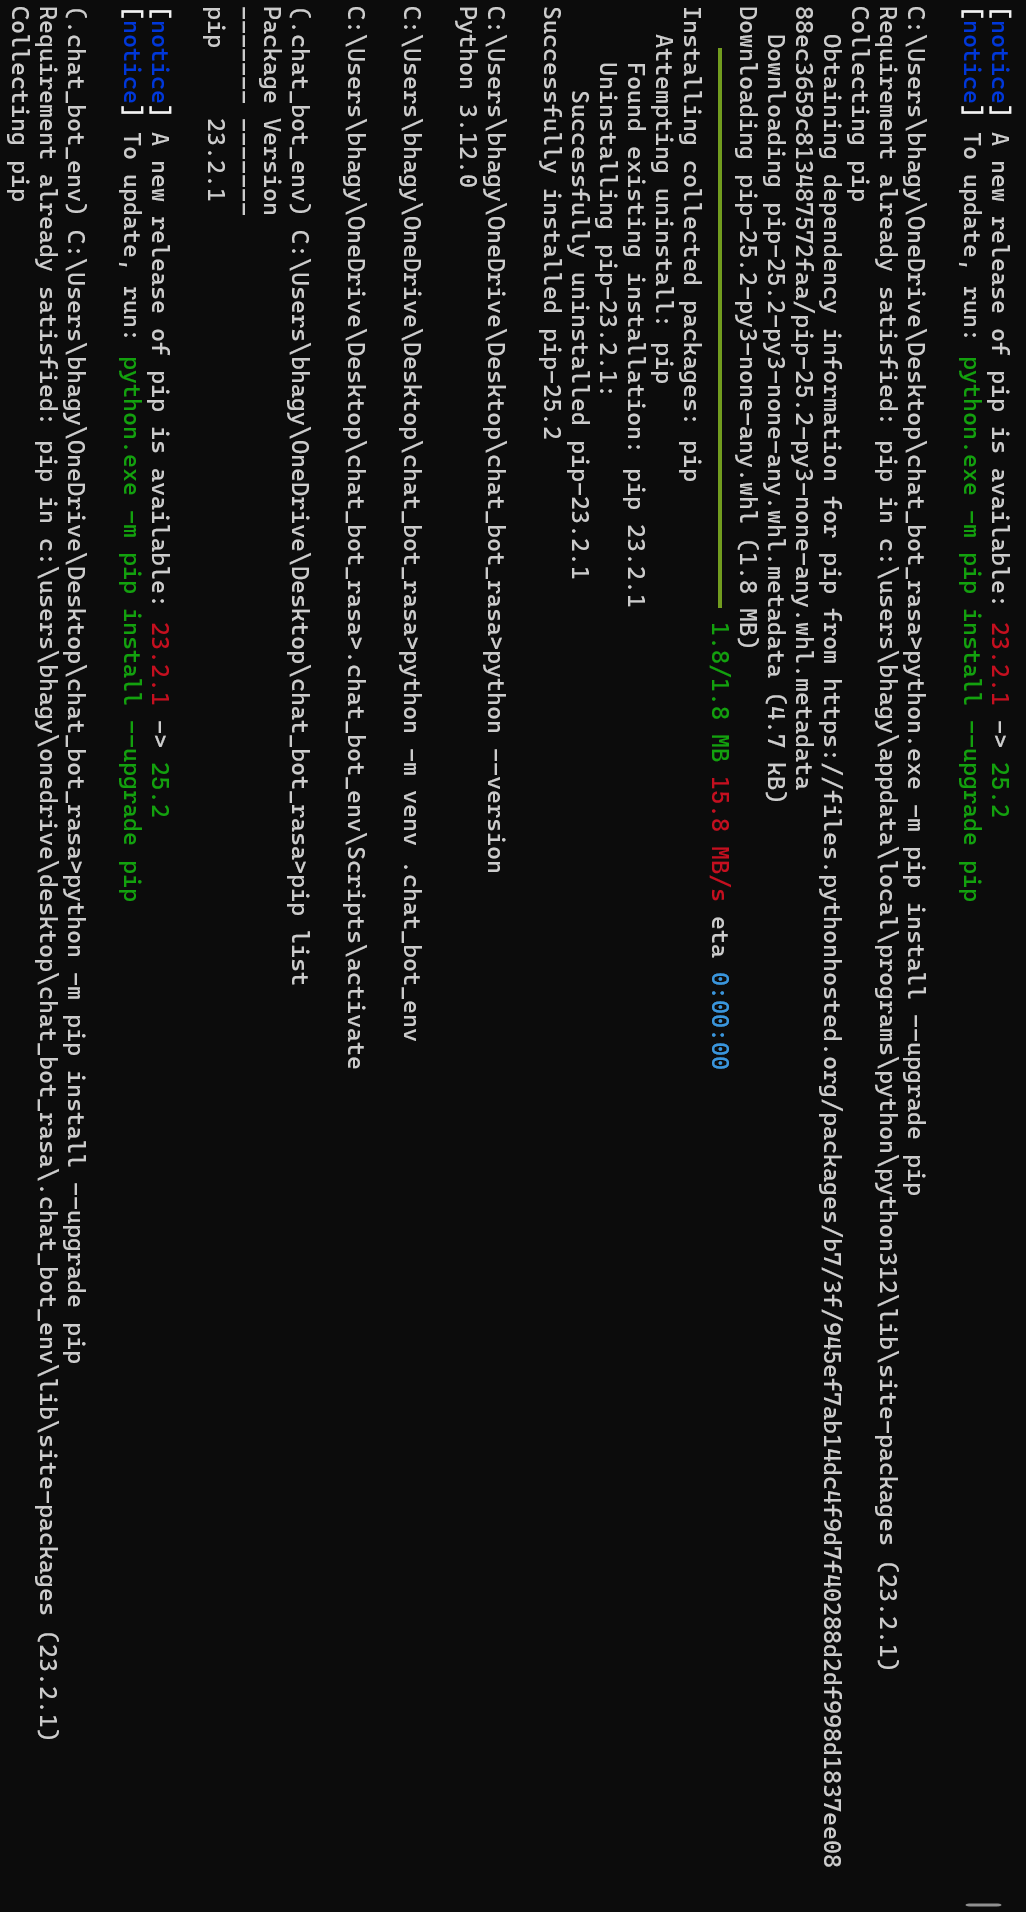 [notice] A new release of pip is available: 23.2.1 -> 25.2
[notice] To update, run: python.exe -m pip install --upgrade pip
C:\Users\bhagy\OneDrive\Desktop\chat_bot_rasa>python.exe -m pip install --upgrade pip
Requirement already satisfied: pip in c:\users\bhagy\appdata\local\programs\python\python312\lib\site-packages (23.2.1)
Collecting pip
  Obtaining dependency information for pip from https://files.pythonhosted.org/packages/b7/3f/945ef7ab14dc4f9d7f40288d2df998d1837ee08
88ec3659c813487572faa/pip-25.2-py3-none-any.whl.metadata
  Downloading pip-25.2-py3-none-any.whl.metadata (4.7 kB)
Downloading pip-25.2-py3-none-any.whl (1.8 MB)
1.8/1.8 MB 15.8 MB/s eta 0:00:00
Installing collected packages: pip
  Attempting uninstall: pip
    Found existing installation: pip 23.2.1
    Uninstalling pip-23.2.1:
      Successfully uninstalled pip-23.2.1
Successfully installed pip-25.2
C:\Users\bhagy\OneDrive\Desktop\chat_bot_rasa>python --version
Python 3.12.0
C:\Users\bhagy\OneDrive\Desktop\chat_bot_rasa>python -m venv .chat_bot_env
C:\Users\bhagy\OneDrive\Desktop\chat_bot_rasa>.chat_bot_env\Scripts\activate
(.chat_bot_env) C:\Users\bhagy\OneDrive\Desktop\chat_bot_rasa>pip list
Package Version
------- -------
pip     23.2.1
[notice] A new release of pip is available: 23.2.1 -> 25.2
[notice] To update, run: python.exe -m pip install --upgrade pip
(.chat_bot_env) C:\Users\bhagy\OneDrive\Desktop\chat_bot_rasa>python -m pip install --upgrade pip
Requirement already satisfied: pip in c:\users\bhagy\onedrive\desktop\chat_bot_rasa\.chat_bot_env\lib\site-packages (23.2.1)
Collecting pip